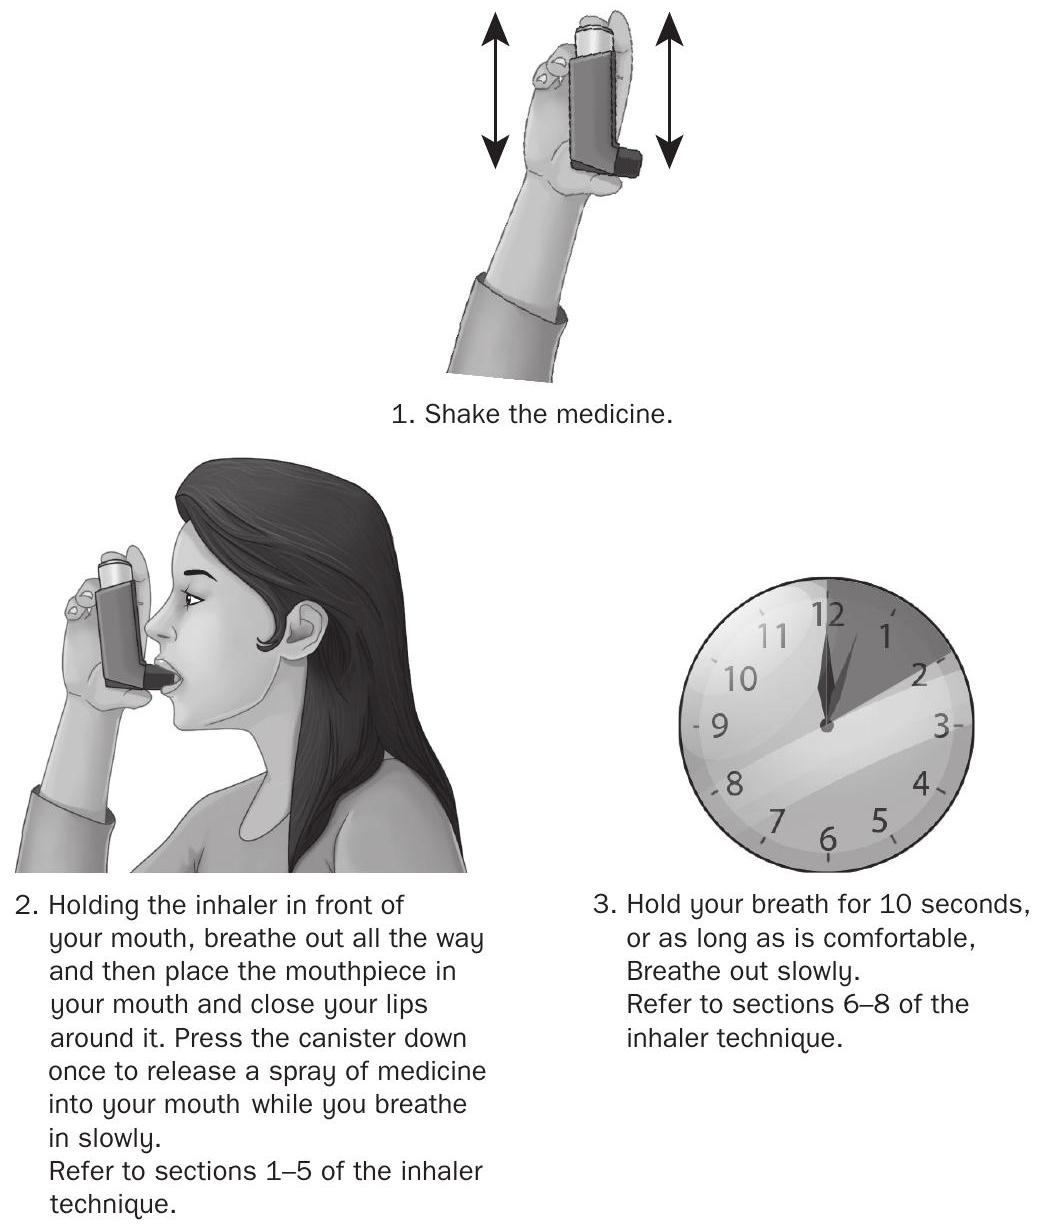 1. Shake the medicine.
12
1
2
3
4
5
6
7
8
9
10
11
2. Holding the inhaler in front of
your mouth, breathe out all the way
and then place the mouthpiece in
your mouth and close your lips
around it. Press the canister down
once to release a spray of medicine
into your mouth while you breathe
in slowly.
Refer to sections 1–5 of the inhaler
technique.
3. Hold your breath for 10 seconds,
or as long as is comfortable,
Breathe out slowly.
Refer to sections 6–8 of the
inhaler technique.